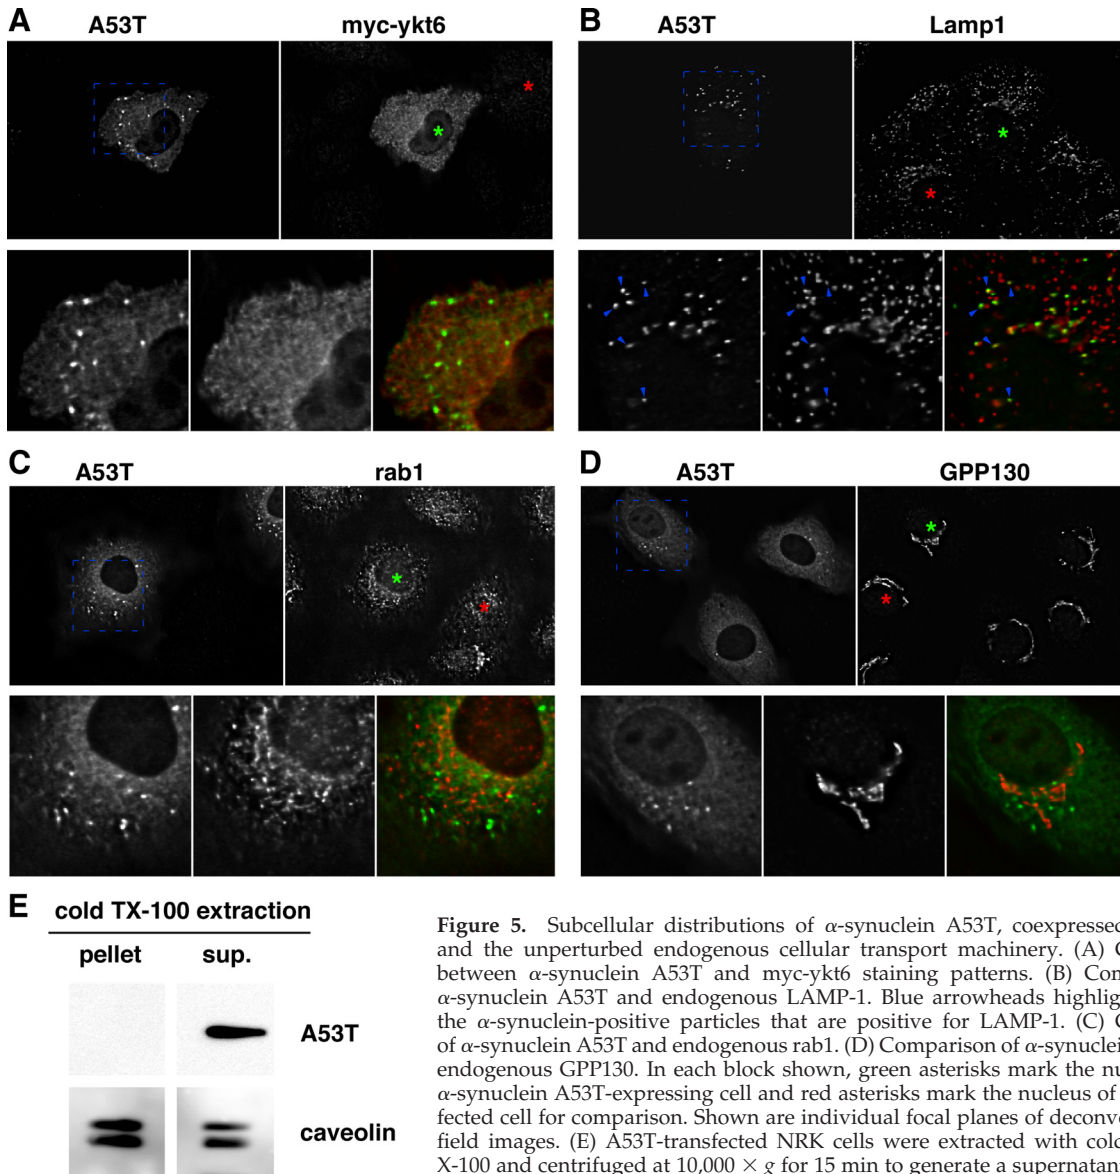 A
A53T
myc-ykt6
*
*
B
A53T
Lamp1
*
*
C
A53T
rab1
*
*
D
A53T
GPP130
*
*
E
cold TX-100 extraction
pellet
sup.
A53T
caveolin
Figure 5. Subcellular distributions of α-synuclein A53T, coexpressed
and the unperturbed endogenous cellular transport machinery. (A) C
between α-synuclein A53T and myc-ykt6 staining patterns. (B) Com
α-synuclein A53T and endogenous LAMP-1. Blue arrowheads highlig
the α-synuclein-positive particles that are positive for LAMP-1. (C) C
of α-synuclein A53T and endogenous rab1. (D) Comparison of α-synuclei
endogenous GPP130. In each block shown, green asterisks mark the nu
α-synuclein A53T-expressing cell and red asterisks mark the nucleus of
fected cell for comparison. Shown are individual focal planes of deconv
field images. (E) A53T-transfected NRK cells were extracted with cold
X-100 and centrifuged at 10,000 × g for 15 min to generate a supernatan